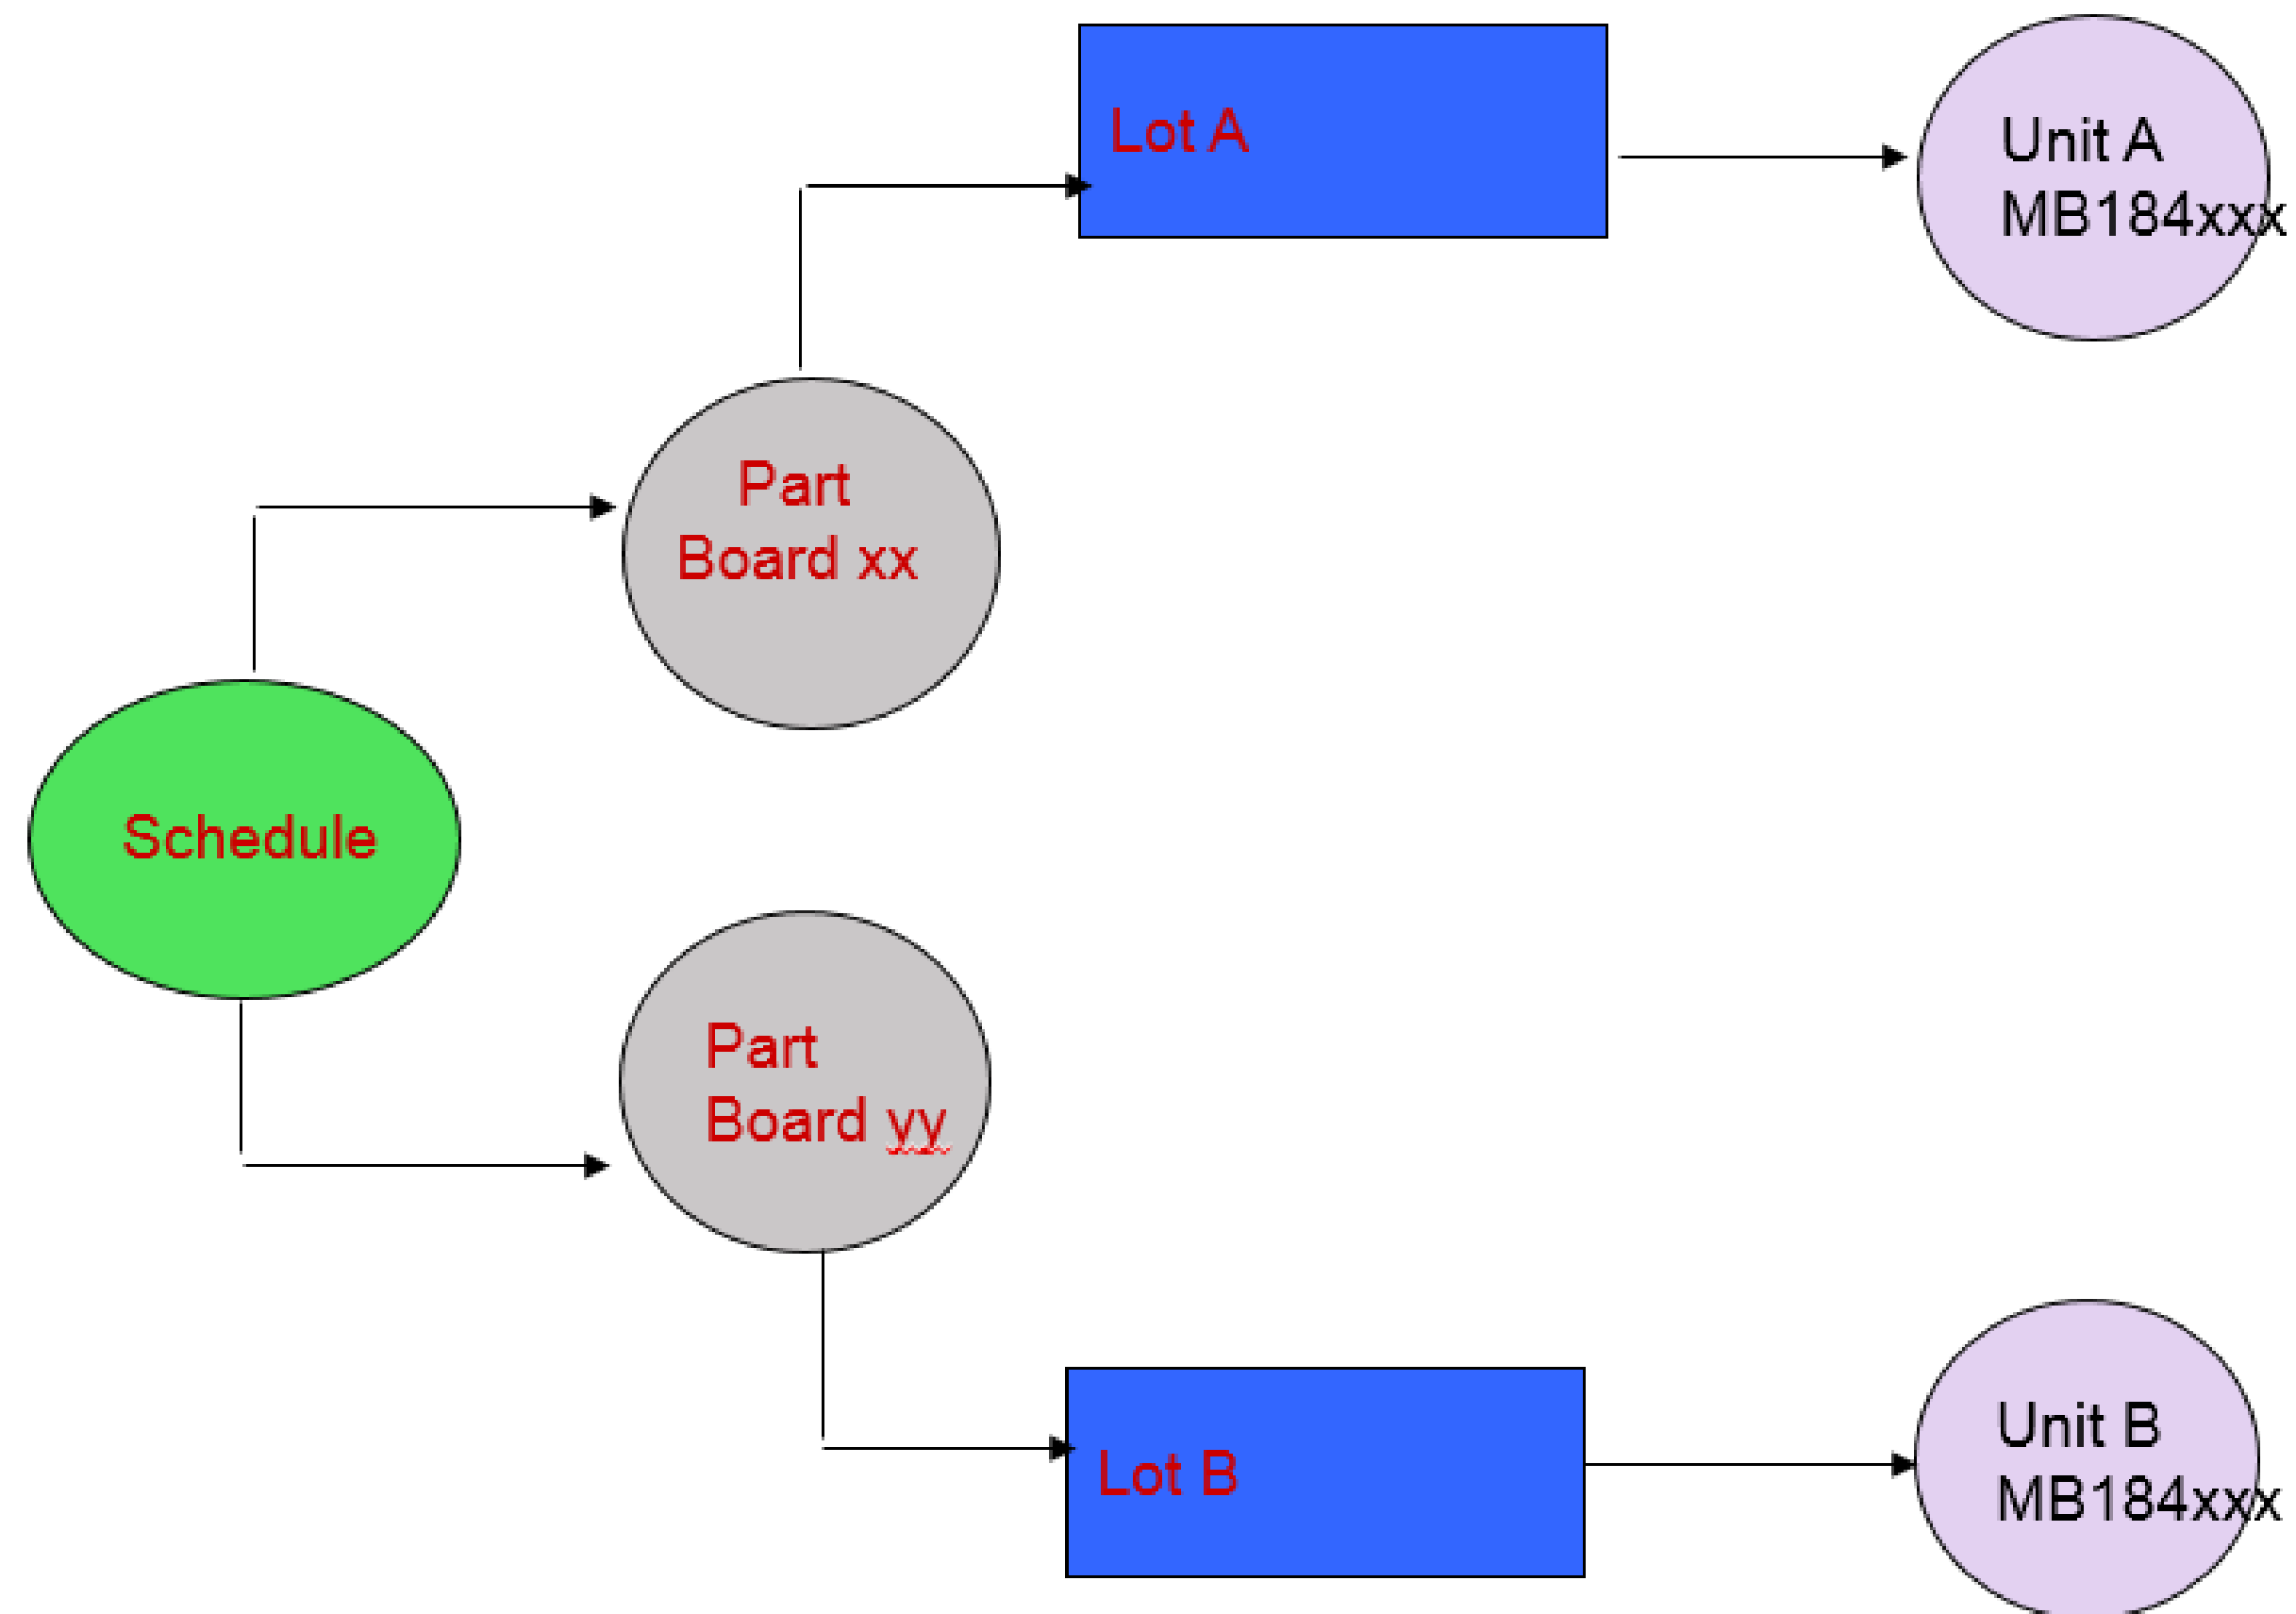 Lot A
Unit A
MB184xxx
Part
Board xx
Schedule
Part
Board yy
Lot B
Unit B
MB184xxx